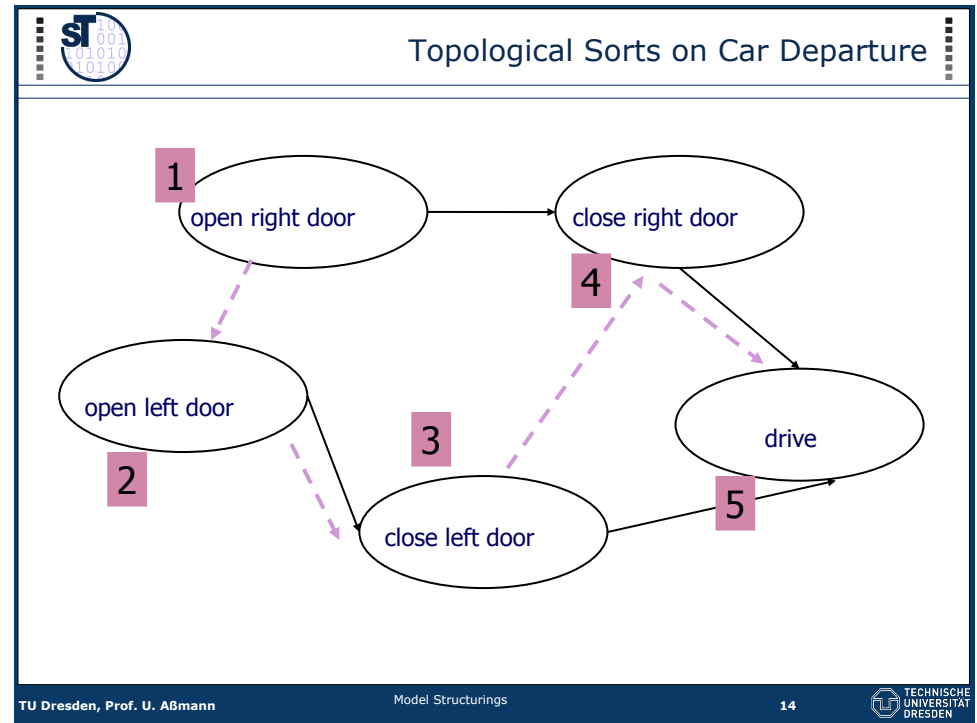 sT
Topological Sorts on Car Departure
1
open right door
close right door
4
open left door
3
drive
2
5
close left door
TU Dresden, Prof. U. Aßmann
Model Structurings
14
TECHNISCHE
UNIVERSITÄT
DRESDEN